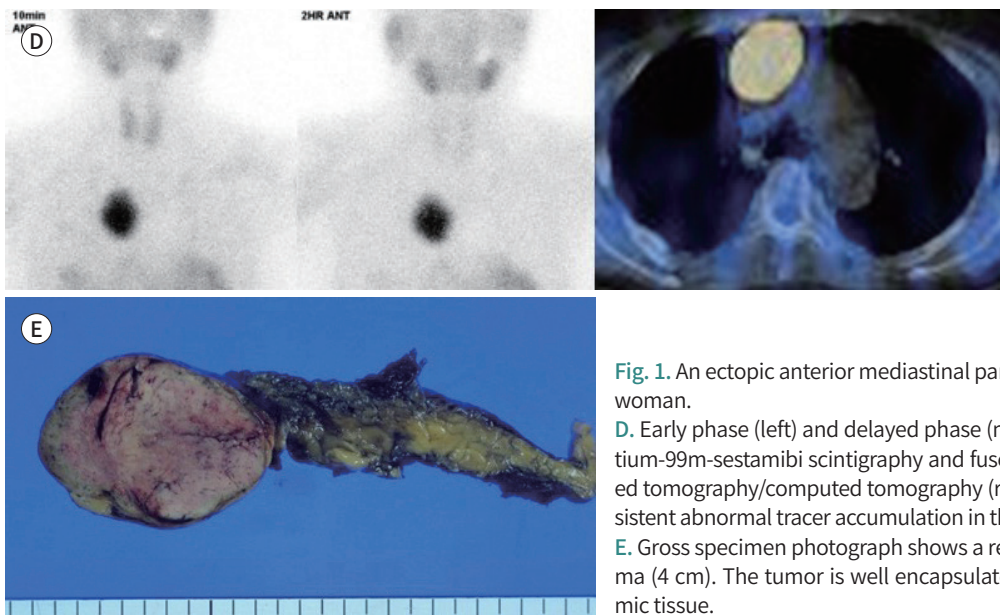 10min
ANT
D
2HR ANT
E
Fig. 1. An ectopic anterior mediastinal par
woman.
D. Early phase (left) and delayed phase (r
tium-99m-sestamibi scintigraphy and fuse
ed tomography/computed tomography (r
sistent abnormal tracer accumulation in th
E. Gross specimen photograph shows a re
ma (4 cm). The tumor is well encapsulat
mic tissue.